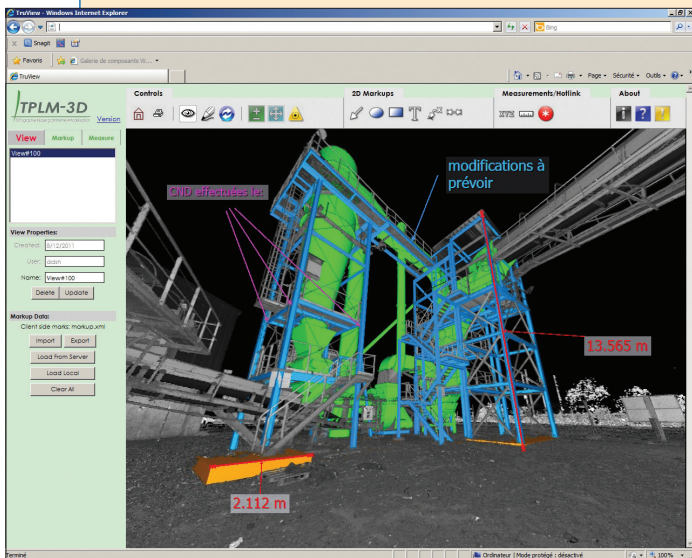 TruView - Windows Internet Explorer
Bing
Snagit
Favoris
Galerie de composants W...
TruView
Page
Sécurité
Outils
Controls
2D Markups
Measurements/Hotlink
About
TPLM-3D
Version
T
XYZ
i
?
View
Markup
Measure
View#100
View Properties:
Created: 8/12/2011
User:
Name: View#100
Delete
Update
Markup Data:
Client side marks: markup.xml
Import
Export
Load From Server
Load Local
Clear All
CND effectuées le:
modifications à
prévoir
13.565 m
2.112 m
Terminé
Ordinateur | Mode protégé : désactivé
100%